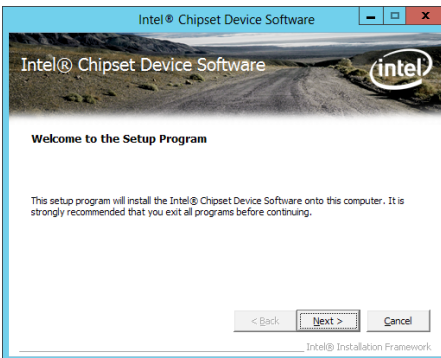 Intel® Chipset Device Software
x
Intel® Chipset Device Software
intel
Welcome to the Setup Program
This setup program will install the Intel® Chipset Device Software onto this computer. It is
strongly recommended that you exit all programs before continuing.
< Back Next > Cancel
Intel® Installation Framework